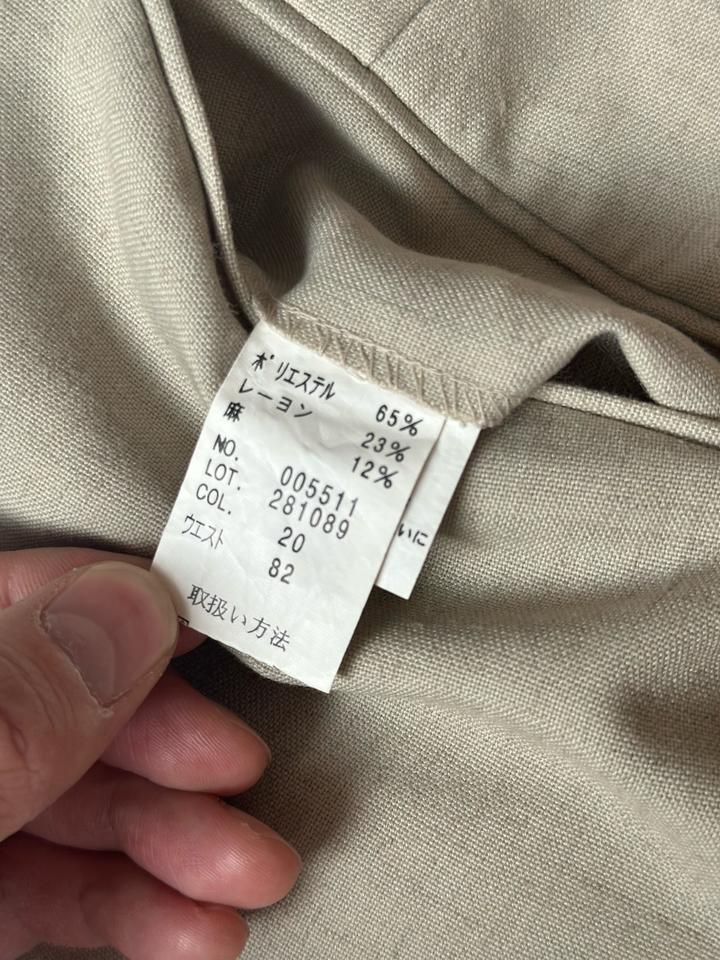 ポリエステル 65%
レーヨン 23%
麻 12%
NO. 005511
LOT. 281089
COL. 20
ウエスト 82
取扱い方法
いに